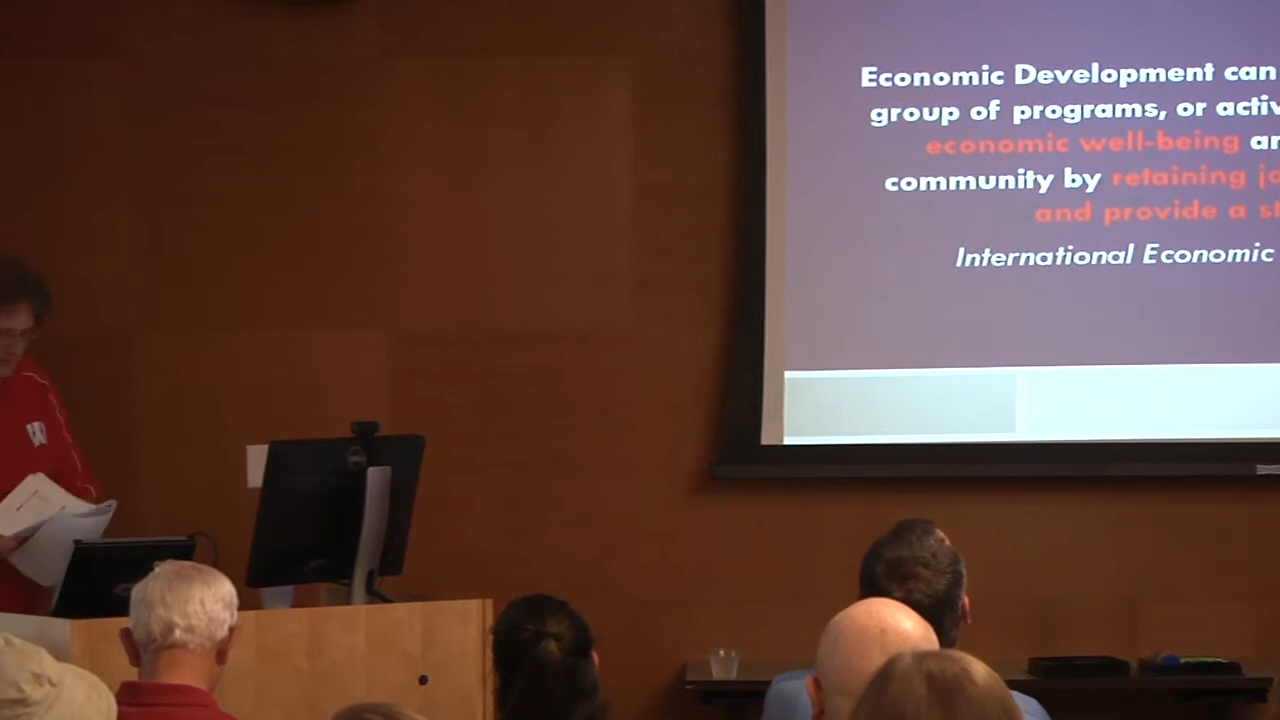 Economic Development can
group of programs, or activ
economic well-being an
community by retaining jo
and provide a st
International Economic
W